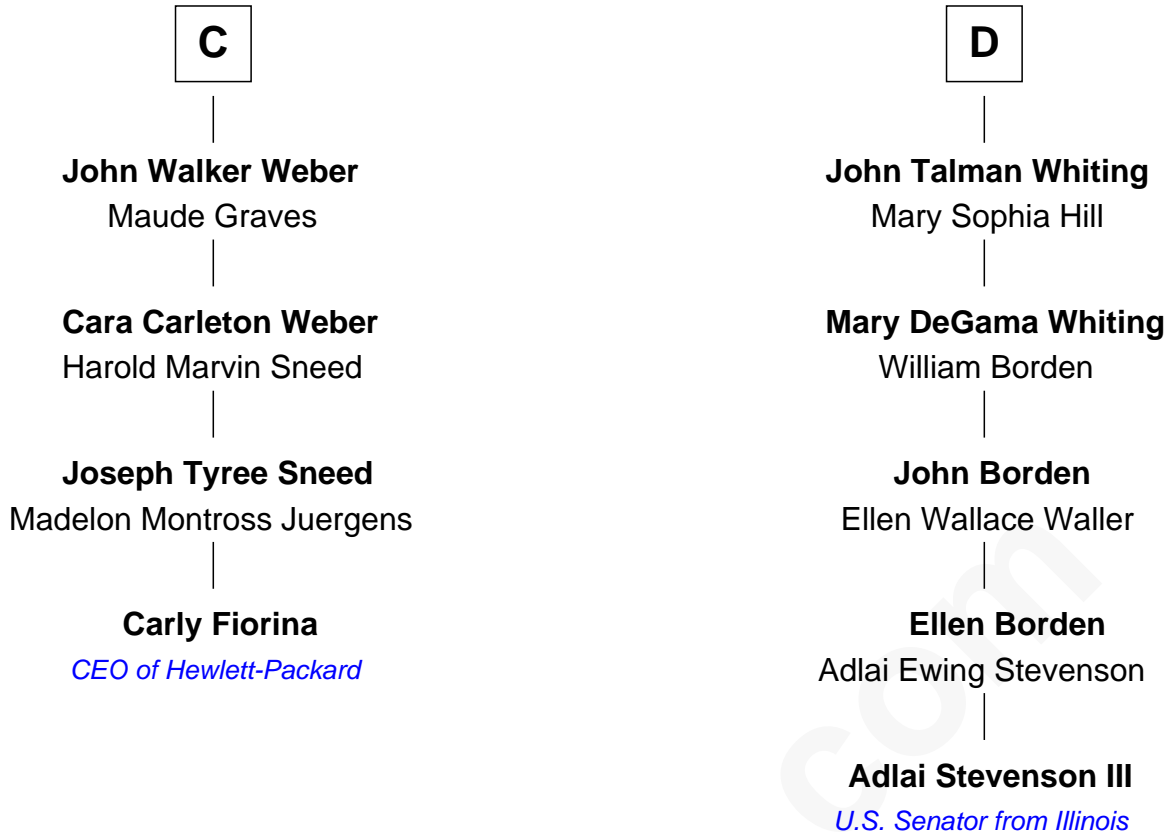 C
John Walker Weber
Maude Graves
Cara Carleton Weber
Harold Marvin Sneed
Joseph Tyree Sneed
Madelon Montross Juergens
Carly Fiorina
CEO of Hewlett-Packard
D
John Talman Whiting
Mary Sophia Hill
Mary DeGama Whiting
William Borden
John Borden
Ellen Wallace Waller
Ellen Borden
Adlai Ewing Stevenson
Adlai Stevenson III
U.S. Senator from Illinois
com